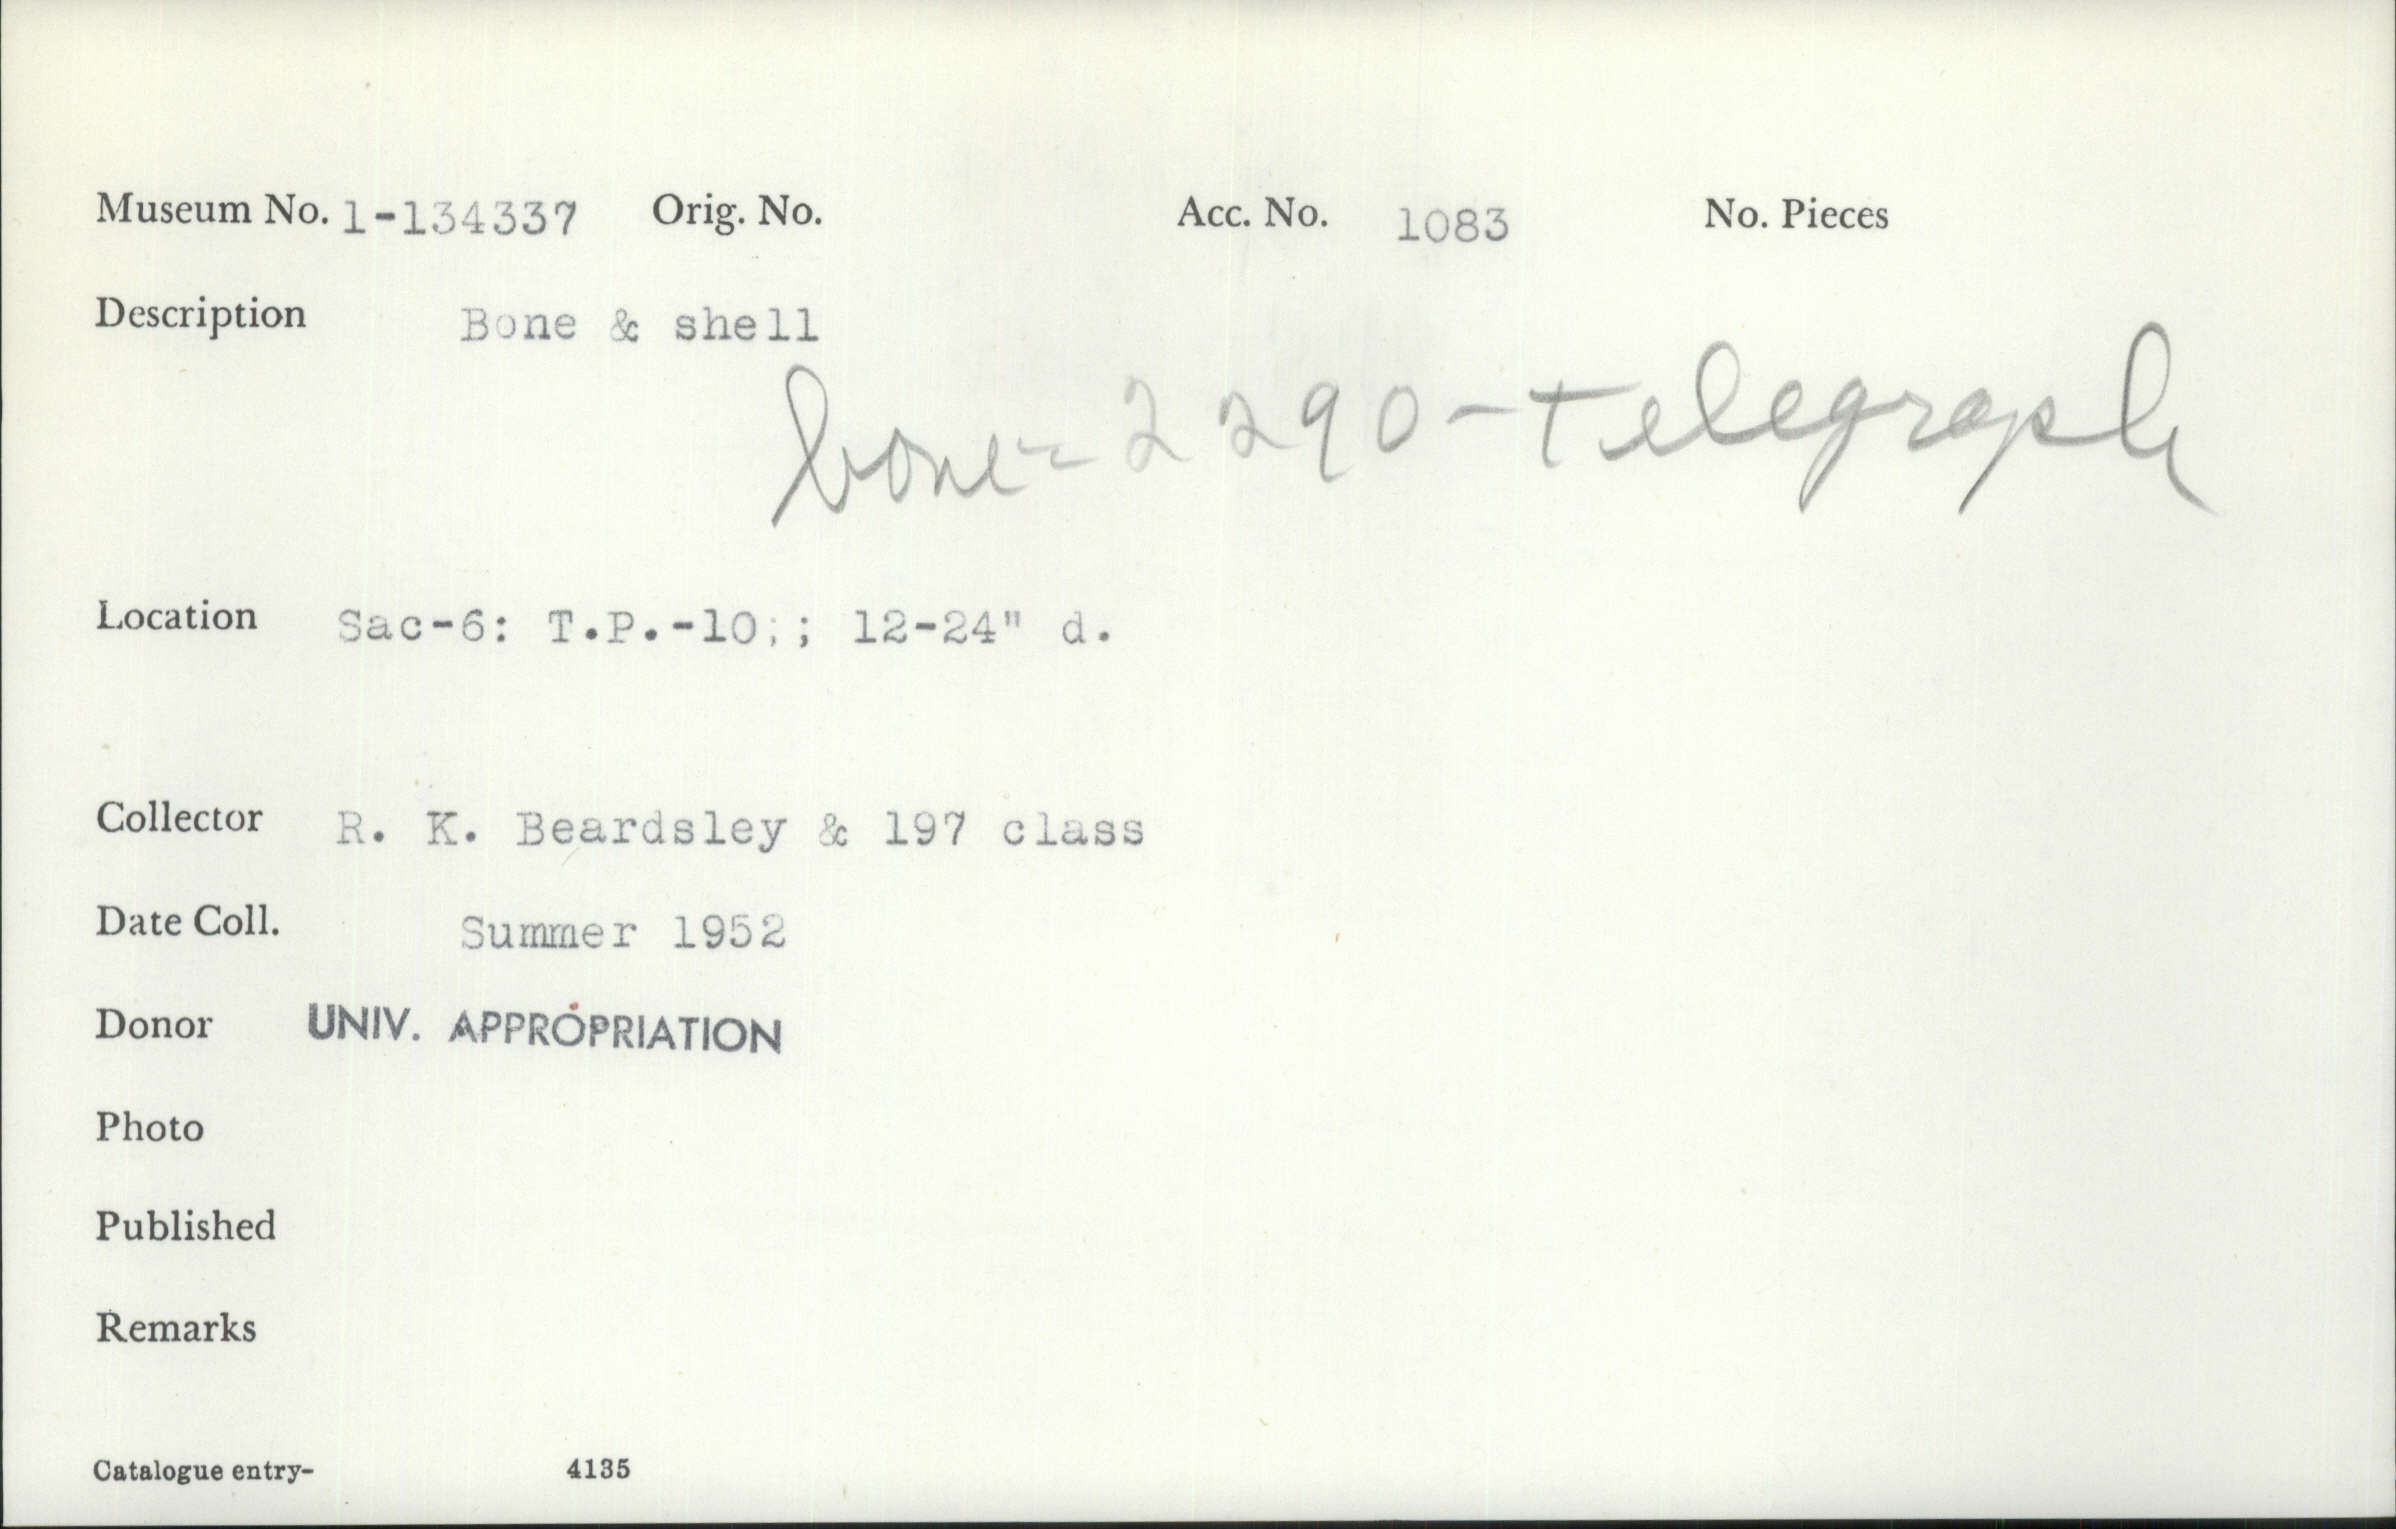 Museum No. 1-134337 Orig. No. Acc. No. 1083 No. Pieces
Description Bone & shell
bone - 2290 - telegraph
Location Sac-6: T.P.-10;; 12-24" d.
Collector R. K. Beardsley & 197 class
Date Coll. Summer 1952
Donor UNIV. APPROPRIATION
Photo
Published
Remarks
Catalogue entry- 4135